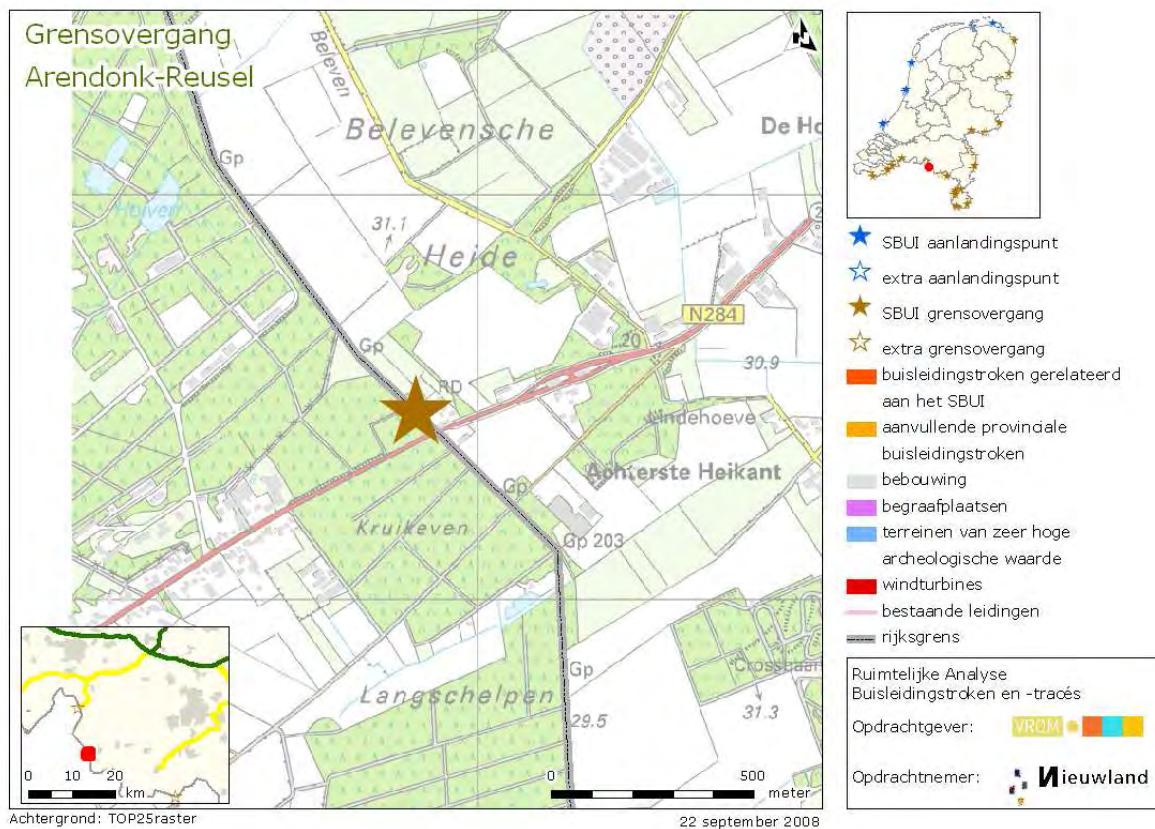 Grensovergang
Arendonk-Reusel
Beleven
Belevensche
De Ho
Gp
31.1
Heide
N284
20
Gp
30.9
RD
Lindehoeve
Achterste Heikant
Gp
Kruikeven
Gp 203
Gp
Langschelpen
29.5
31.3
0 10 20
km
0 500
meter
Achtergrond: TOP25raster
22 september 2008
SBUI aanlandingspunt
extra aanlandingspunt
SBUI grensovergang
extra grensovergang
buisleidingstroken gerelateerd
aan het SBUI
aanvullende provinciale
buisleidingstroken
bebouwing
begraafplaatsen
terreinen van zeer hoge
archeologische waarde
windturbines
bestaande leidingen
rijksgrens
Ruimtelijke Analyse
Buisleidingstroken en -tracés
Opdrachtgever: VROM
Opdrachtnemer: Nieuwland